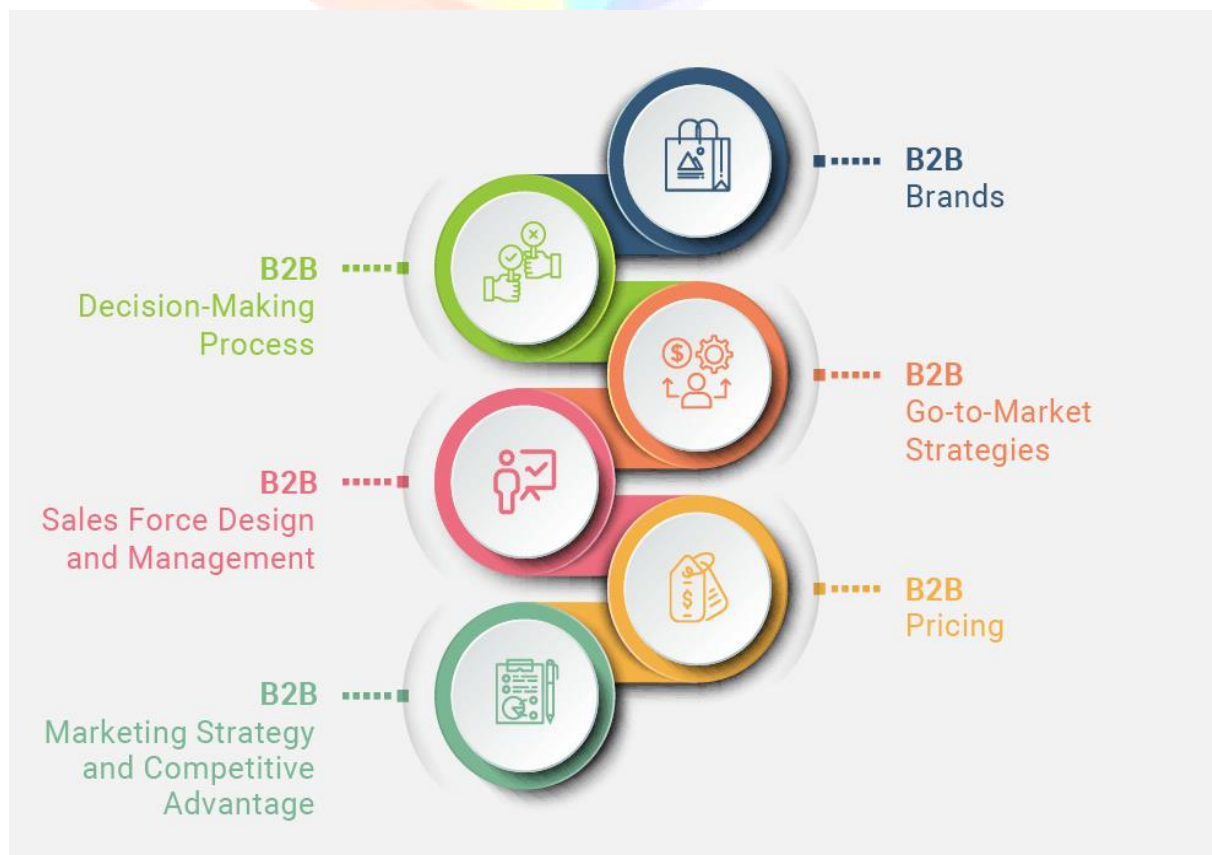 B2B
Brands
B2B
Decision-Making
Process
B2B
Go-to-Market
Strategies
B2B
Sales Force Design
and Management
B2B
Pricing
B2B
Marketing Strategy
and Competitive
Advantage